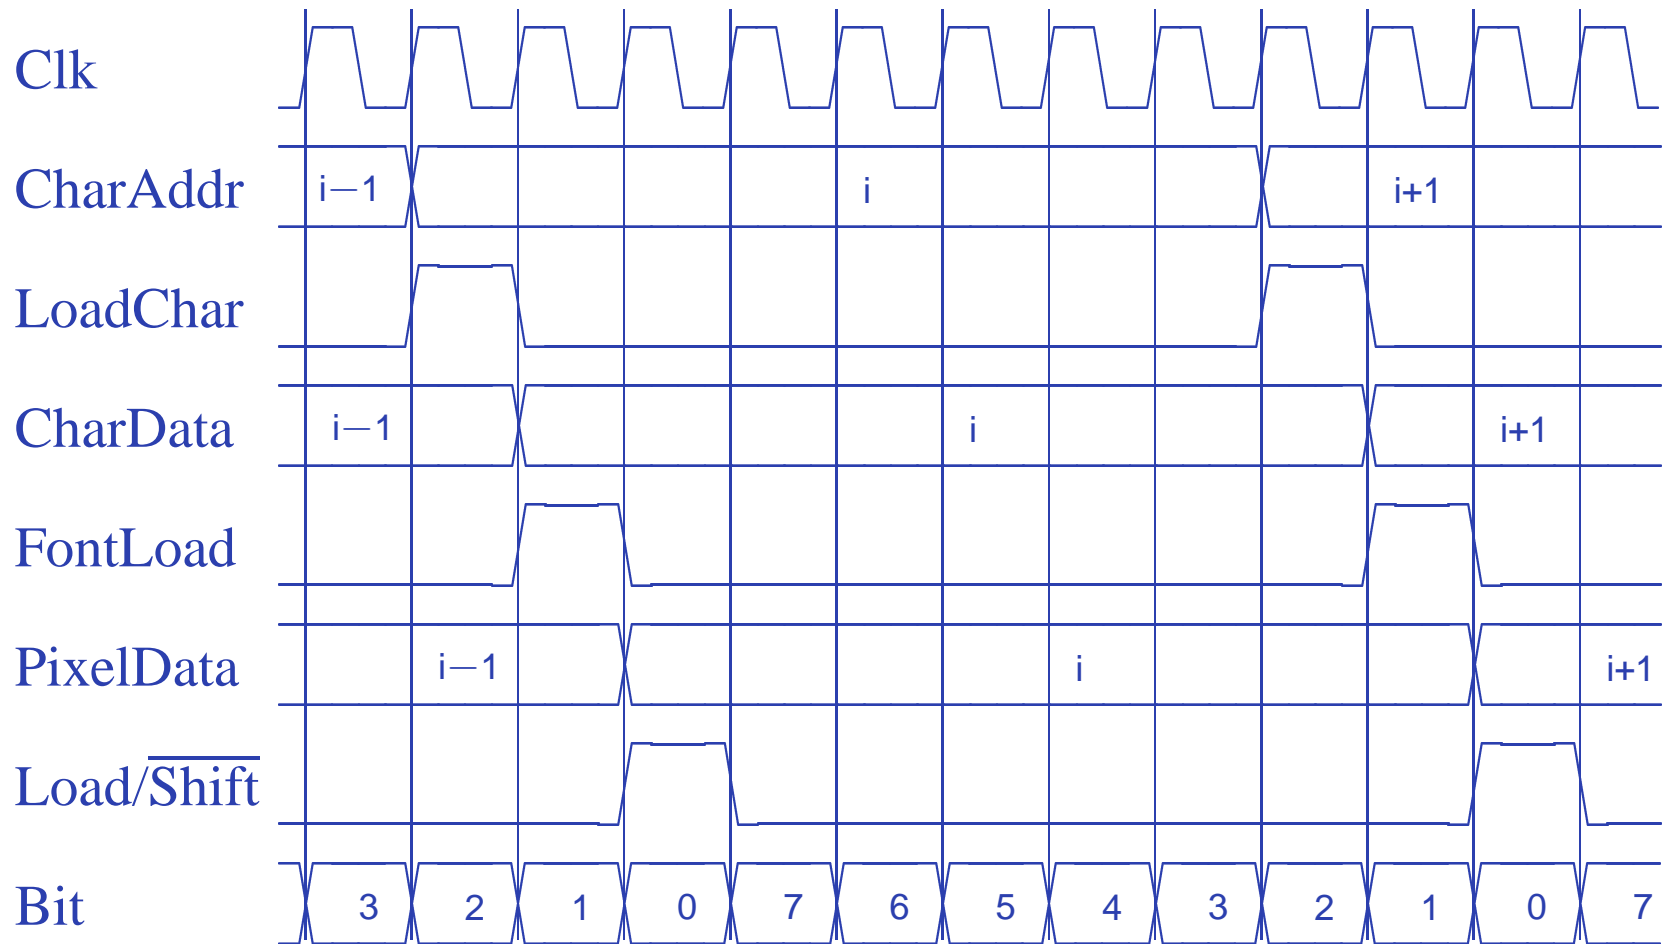 Clk
CharAddr i−1 i i+1
LoadChar
CharData i−1 i i+1
FontLoad
PixelData i−1 i i+1
Load/S̅h̅i̅f̅t̅
Bit 3 2 1 0 7 6 5 4 3 2 1 0 7